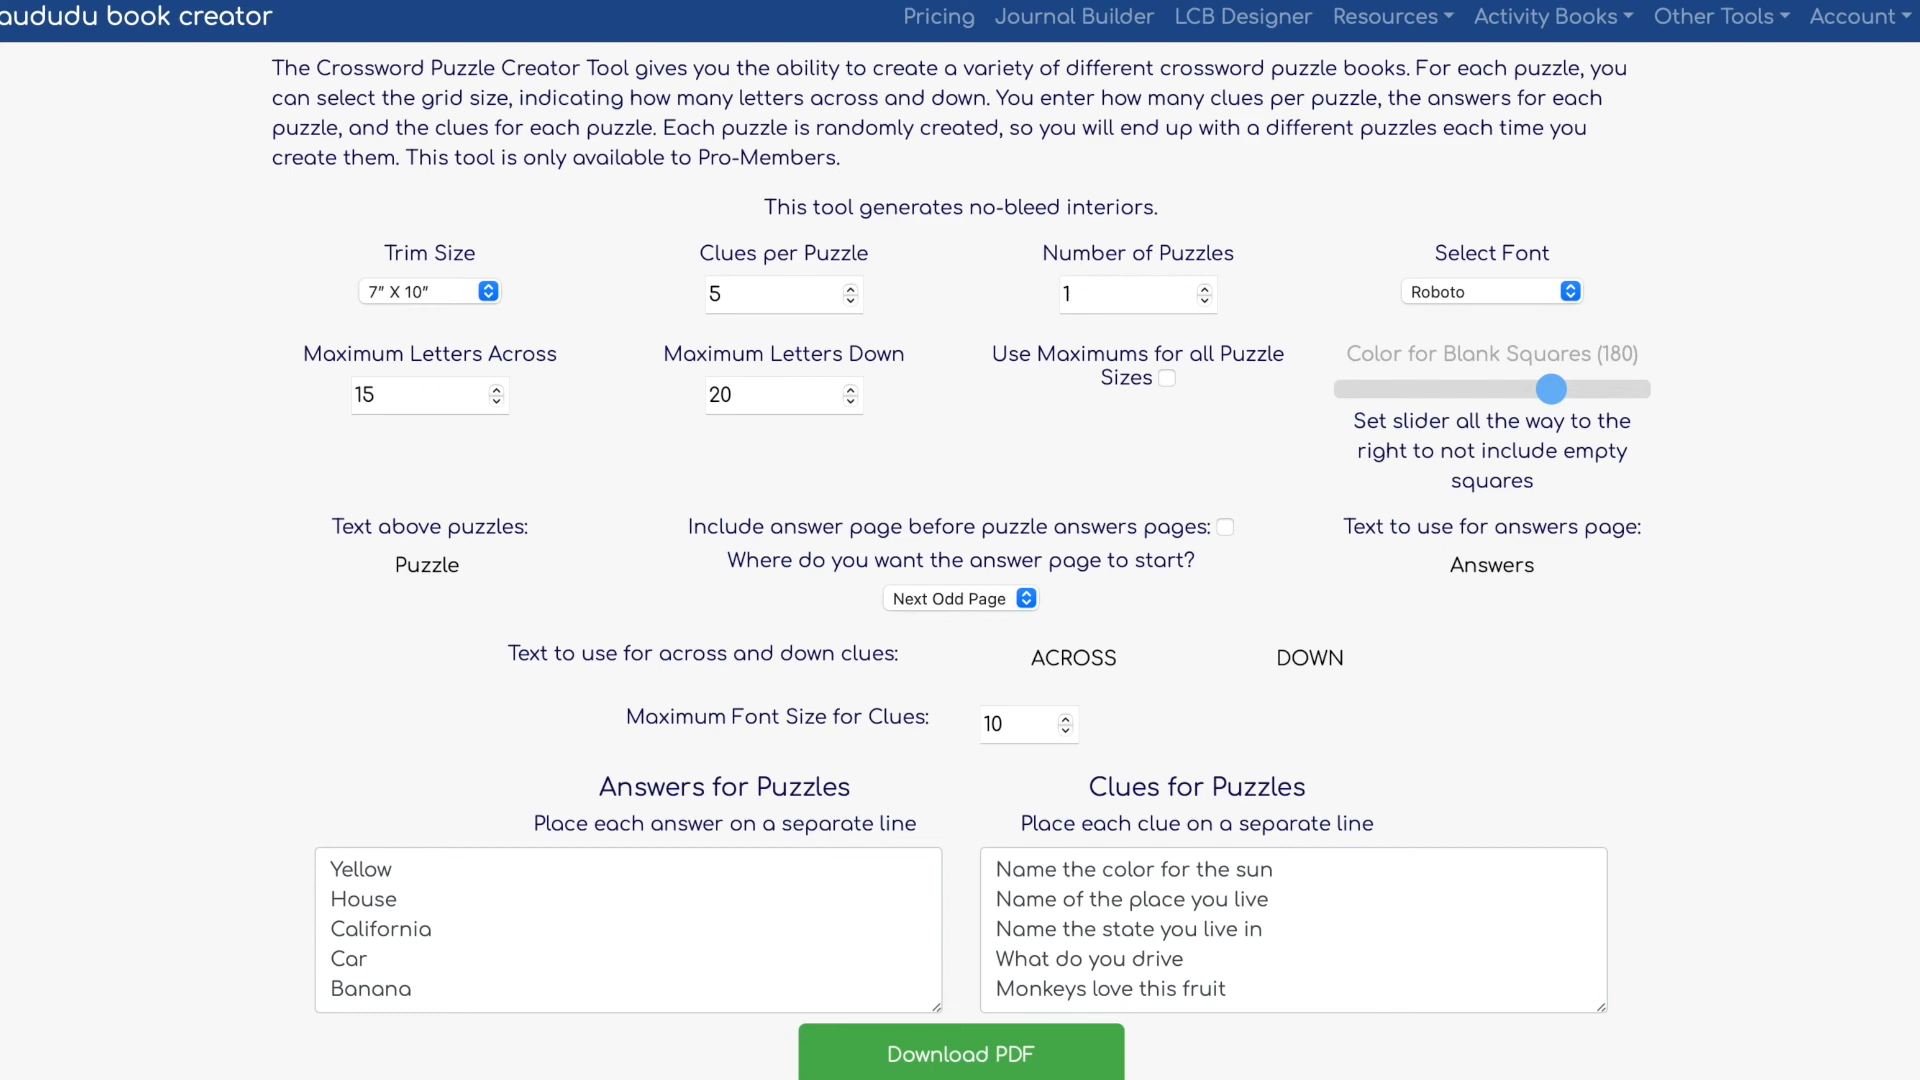 aududu book creator
Pricing Journal Builder LCB Designer Resources Activity Books Other Tools Account
The Crossword Puzzle Creator Tool gives you the ability to create a variety of different crossword puzzle books. For each puzzle, you
can select the grid size, indicating how many letters across and down. You enter how many clues per puzzle, the answers for each
puzzle, and the clues for each puzzle. Each puzzle is randomly created, so you will end up with a different puzzles each time you
create them. This tool is only available to Pro-Members.
This tool generates no-bleed interiors.
Trim Size Clues per Puzzle Number of Puzzles Select Font
7" X 10" 5 1 Roboto
Maximum Letters Across Maximum Letters Down Use Maximums for all Puzzle Color for Blank Squares (180)
Sizes
15 20
Set slider all the way to the
right to not include empty
squares
Text above puzzles: Include answer page before puzzle answers pages: Text to use for answers page:
Puzzle Where do you want the answer page to start? Answers
Next Odd Page
Text to use for across and down clues: ACROSS DOWN
Maximum Font Size for Clues: 10
Answers for Puzzles Clues for Puzzles
Place each answer on a separate line Place each clue on a separate line
Yellow Name the color for the sun
House Name of the place you live
California Name the state you live in
Car What do you drive
Banana Monkeys love this fruit
Download PDF